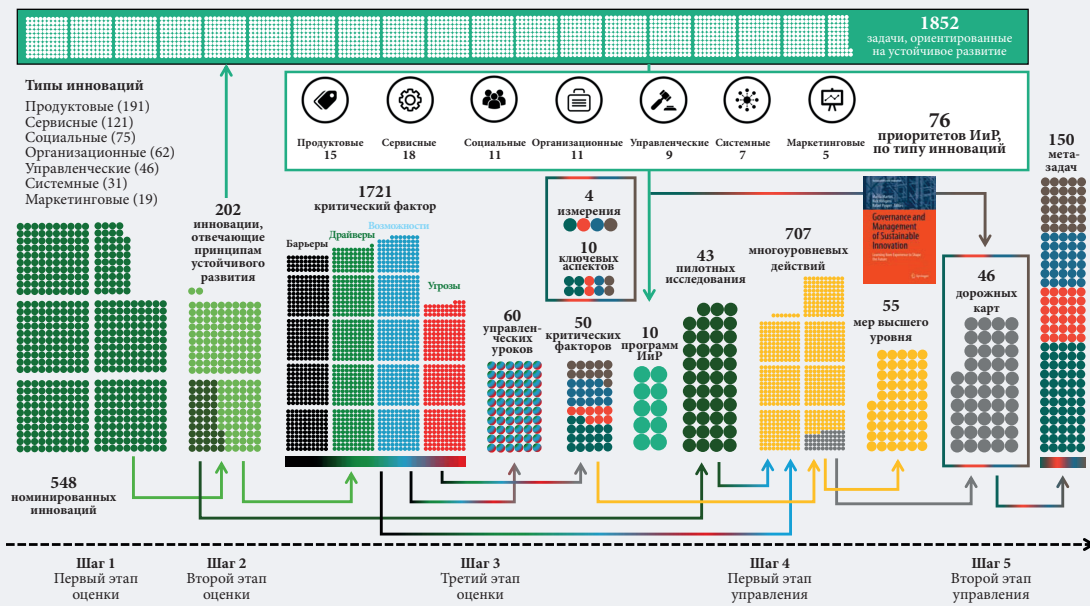 1852
задачи, ориентированные
на устойчивое развитие
Типы инноваций
Продуктовые (191)
Сервисные (121)
Социальные (75)
Организационные (62)
Управленческие (46)
Системные (31)
Маркетинговые (19)
Продуктовые
15
Сервисные
18
Социальные
11
Организационные
11
Управленческие
9
Системные
7
Маркетинговые
5
76
приоритетов ИиР,
по типу инноваций
150
мета-
задач
202
инновации,
отвечающие
принципам
устойчивого
развития
1721
критический фактор
Барьеры
Драйверы
Возможности
Угрозы
4
измерения
10
ключевых
аспектов
60
управлен-
ческих
уроков
50
критических
факторов
10
программ
ИиР
43
пилотных
исследования
707
многоуровневых
действий
Governance and
Management
of Sustainable
Innovation
Springer
55
мер высшего
уровня
46
дорожных
карт
548
номинированных
инноваций
Шаг 1
Первый этап
оценки
Шаг 2
Второй этап
оценки
Шаг 3
Третий этап
оценки
Шаг 4
Первый этап
управления
Шаг 5
Второй этап
управления